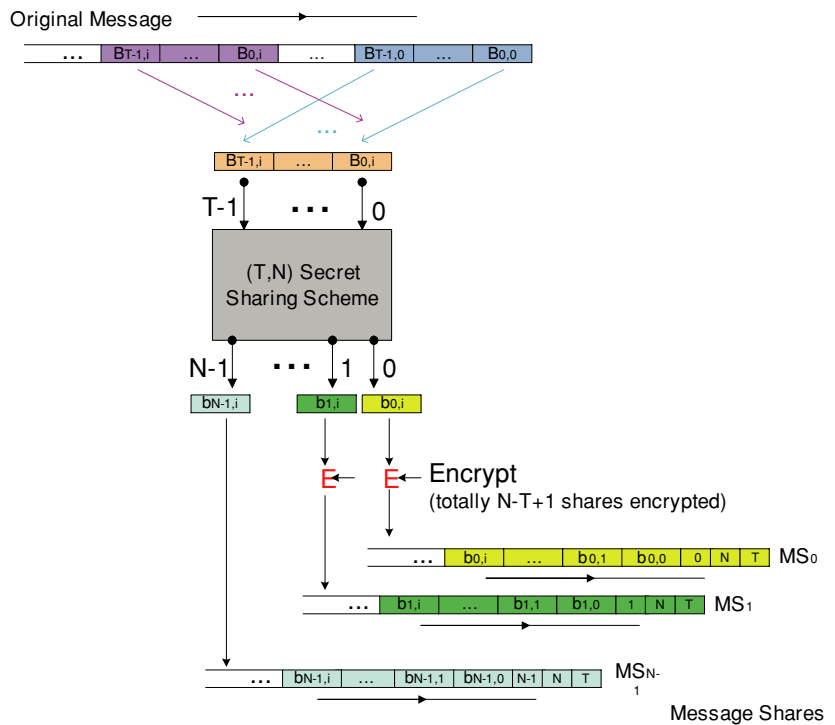 Original Message
... BT-1,i ... B0,i ... BT-1,0 ... B0,0
...
...
BT-1,i ... B0,i
T-1 ... 0
(T,N) Secret
Sharing Scheme
N-1 ... 1 0
bN-1,i b1,i b0,i
E E Encrypt
(totally N-T+1 shares encrypted)
... b0,i ... b0,1 b0,0 0 N T MS0
... b1,i ... b1,1 b1,0 1 N T MS1
... bN-1,i ... bN-1,1 bN-1,0 N-1 N T MSN-
1
Message Shares